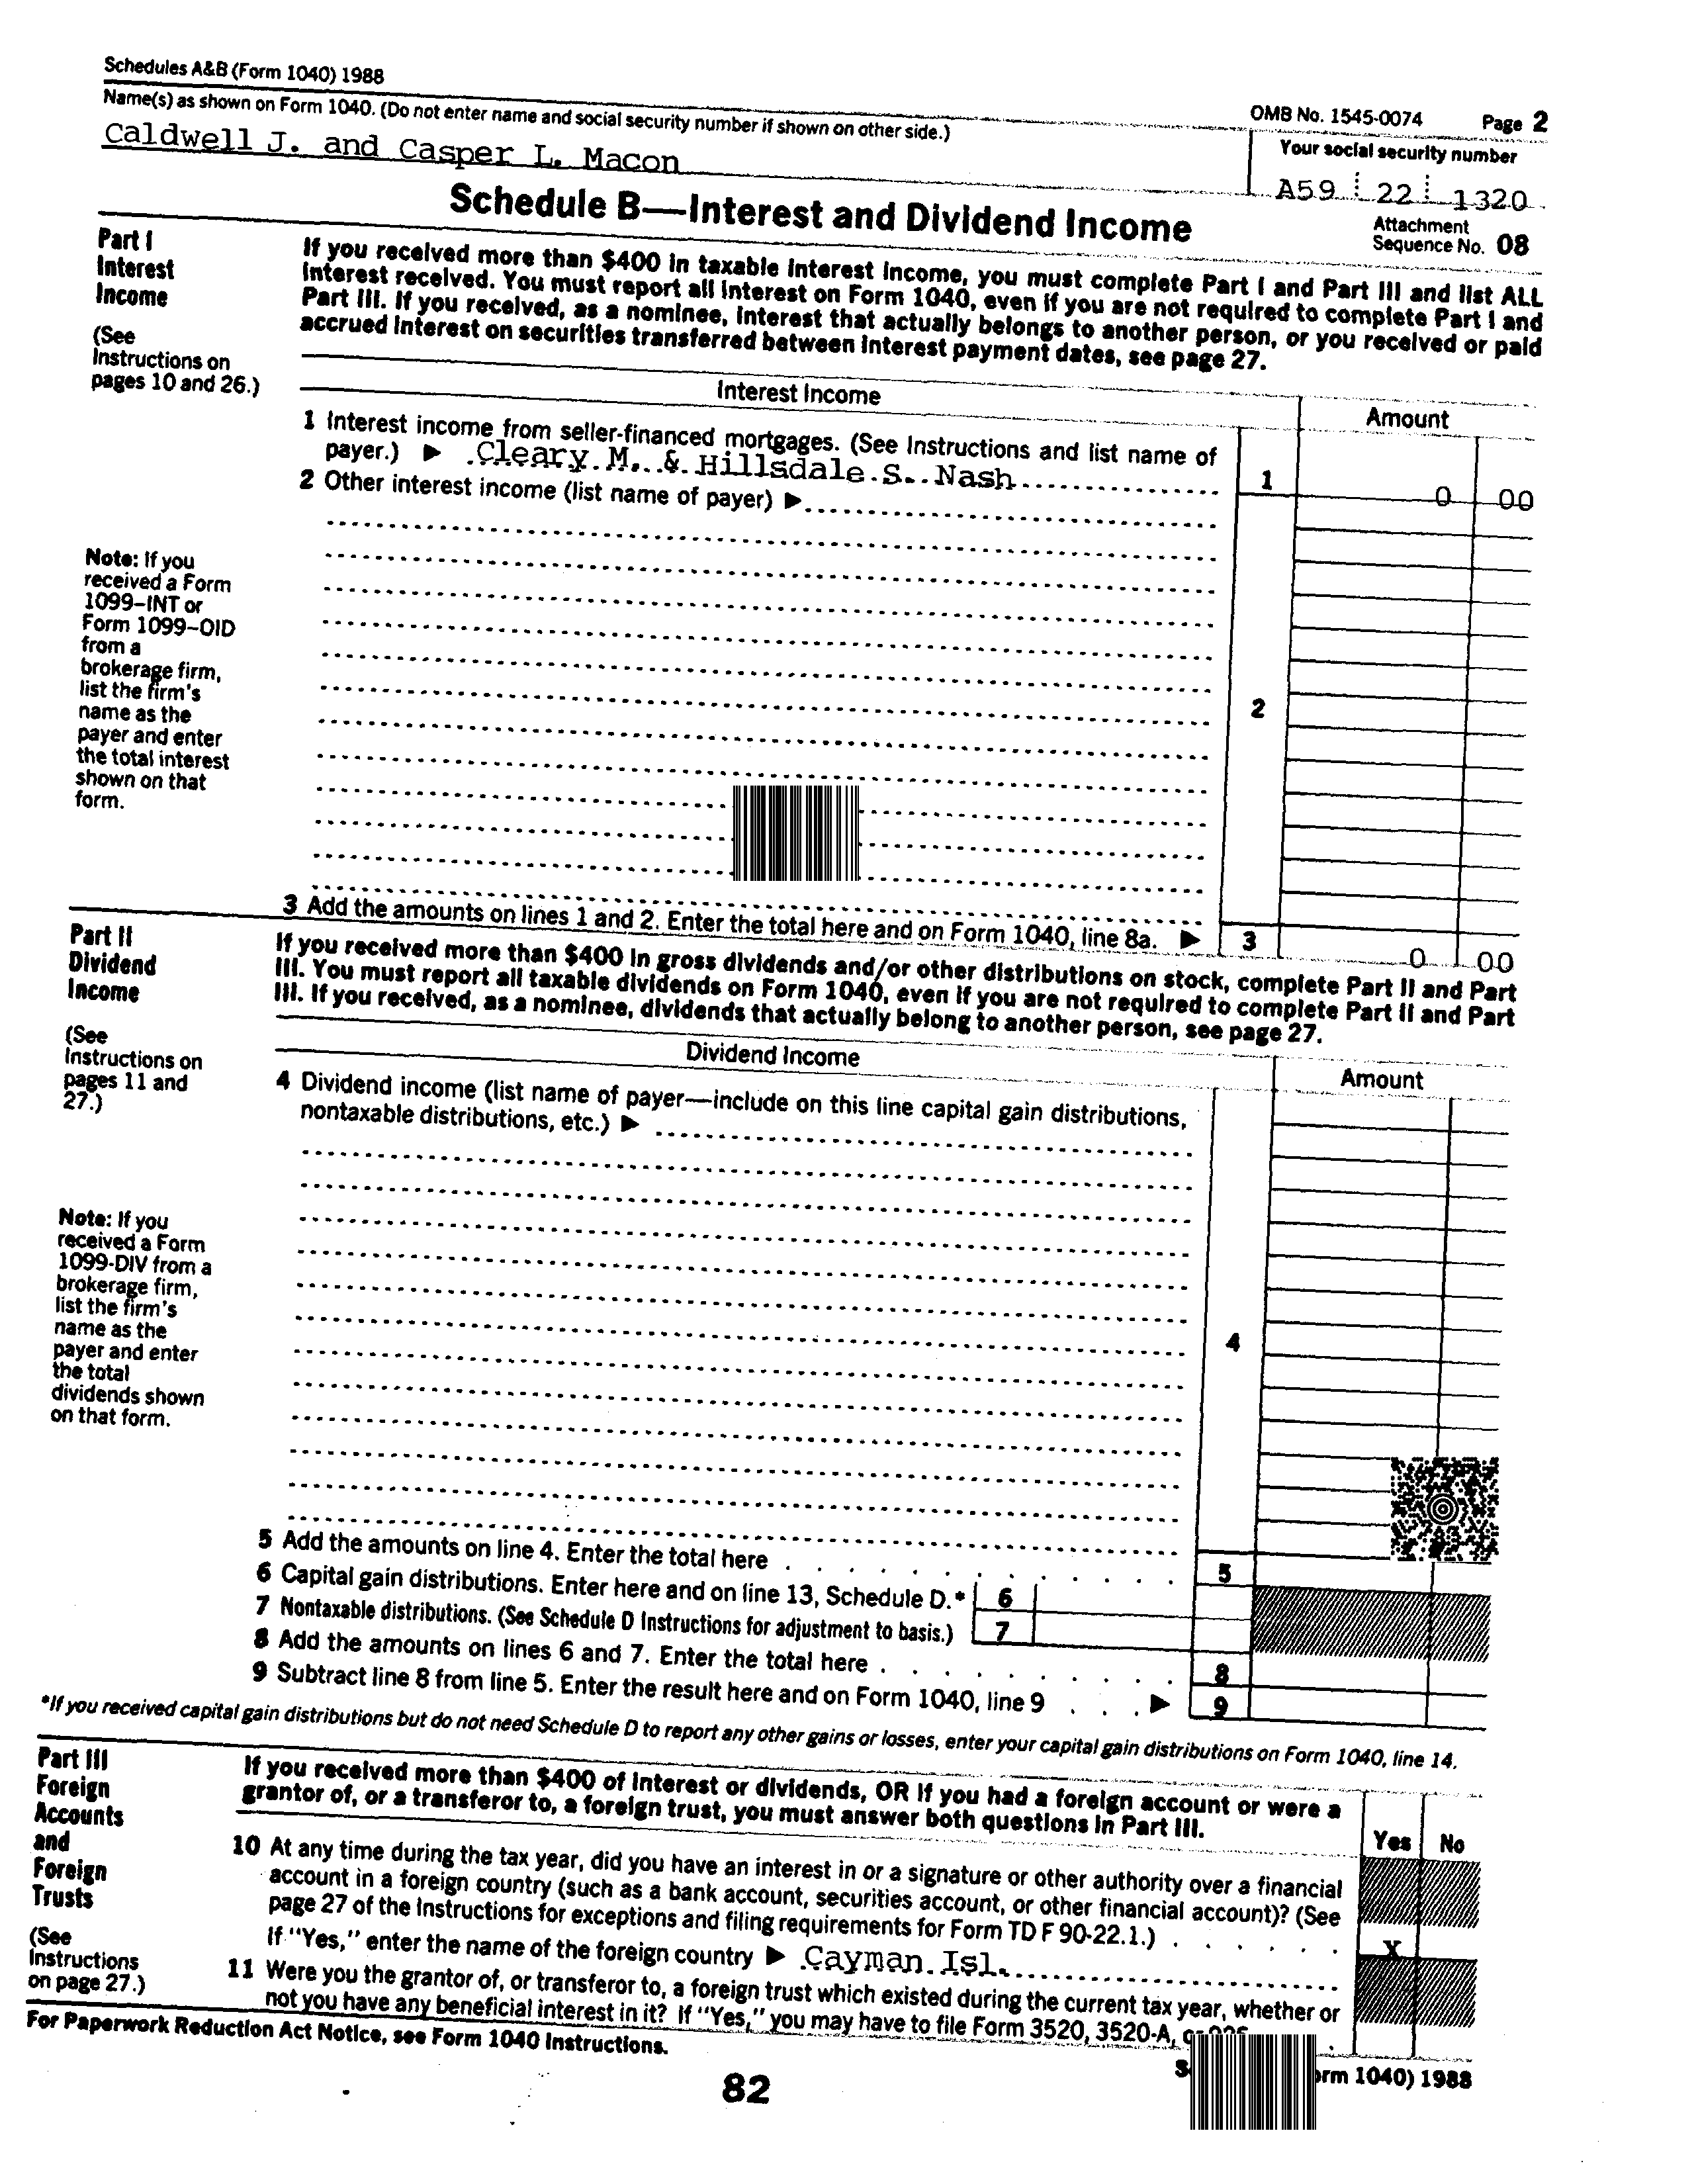 Schedules A&B (Form 1040) 1988
OMB No. 1545-0074 Page 2
Name(s) as shown on Form 1040. (Do not enter name and social security number if shown on other side.)
Your social security number
Caldwell J. and Casper L. Macon
A59 22 1320
Schedule B—Interest and Dividend Income
Attachment
Sequence No. 08
Part I
Interest
Income
(See
Instructions on
pages 10 and 26.)
If you received more than $400 in taxable interest income, you must complete Part I and Part III and list ALL
interest received. You must report all interest on Form 1040, even if you are not required to complete Part I and
Part III. If you received, as a nominee, interest that actually belongs to another person, or you received or paid
accrued interest on securities transferred between interest payment dates, see page 27.
Interest Income
Amount
1 Interest income from seller-financed mortgages. (See Instructions and list name of
payer.) ▶ Cleary M. & Hillsdale S. Nash
1
0 00
2 Other interest income (list name of payer) ▶
Note: If you
received a Form
1099–INT or
Form 1099–OID
from a
brokerage firm,
list the firm's
name as the
payer and enter
the total interest
shown on that
form.
2
3 Add the amounts on lines 1 and 2. Enter the total here and on Form 1040, line 8a. ▶
3
0 00
Part II
Dividend
Income
(See
Instructions on
pages 11 and
27.)
If you received more than $400 in gross dividends and/or other distributions on stock, complete Part II and Part
III. You must report all taxable dividends on Form 1040, even if you are not required to complete Part II and Part
III. If you received, as a nominee, dividends that actually belong to another person, see page 27.
Dividend Income
Amount
4 Dividend income (list name of payer—include on this line capital gain distributions,
nontaxable distributions, etc.) ▶
Note: If you
received a Form
1099-DIV from a
brokerage firm,
list the firm's
name as the
payer and enter
the total
dividends shown
on that form.
4
5 Add the amounts on line 4. Enter the total here
5
6 Capital gain distributions. Enter here and on line 13, Schedule D.* 6
7 Nontaxable distributions. (See Schedule D Instructions for adjustment to basis.) 7
8 Add the amounts on lines 6 and 7. Enter the total here
8
9 Subtract line 8 from line 5. Enter the result here and on Form 1040, line 9 ▶
9
*If you received capital gain distributions but do not need Schedule D to report any other gains or losses, enter your capital gain distributions on Form 1040, line 14.
Part III
Foreign
Accounts
and
Foreign
Trusts
(See
Instructions
on page 27.)
If you received more than $400 of interest or dividends, OR if you had a foreign account or were a
grantor of, or a transferor to, a foreign trust, you must answer both questions in Part III.
Yes No
10 At any time during the tax year, did you have an interest in or a signature or other authority over a financial
account in a foreign country (such as a bank account, securities account, or other financial account)? (See
page 27 of the Instructions for exceptions and filing requirements for Form TD F 90-22.1.)
X
If "Yes," enter the name of the foreign country ▶ Cayman Isl.
11 Were you the grantor of, or transferor to, a foreign trust which existed during the current tax year, whether or
not you have any beneficial interest in it? If "Yes," you may have to file Form 3520, 3520-A,
For Paperwork Reduction Act Notice, see Form 1040 Instructions.
1040) 1988
82